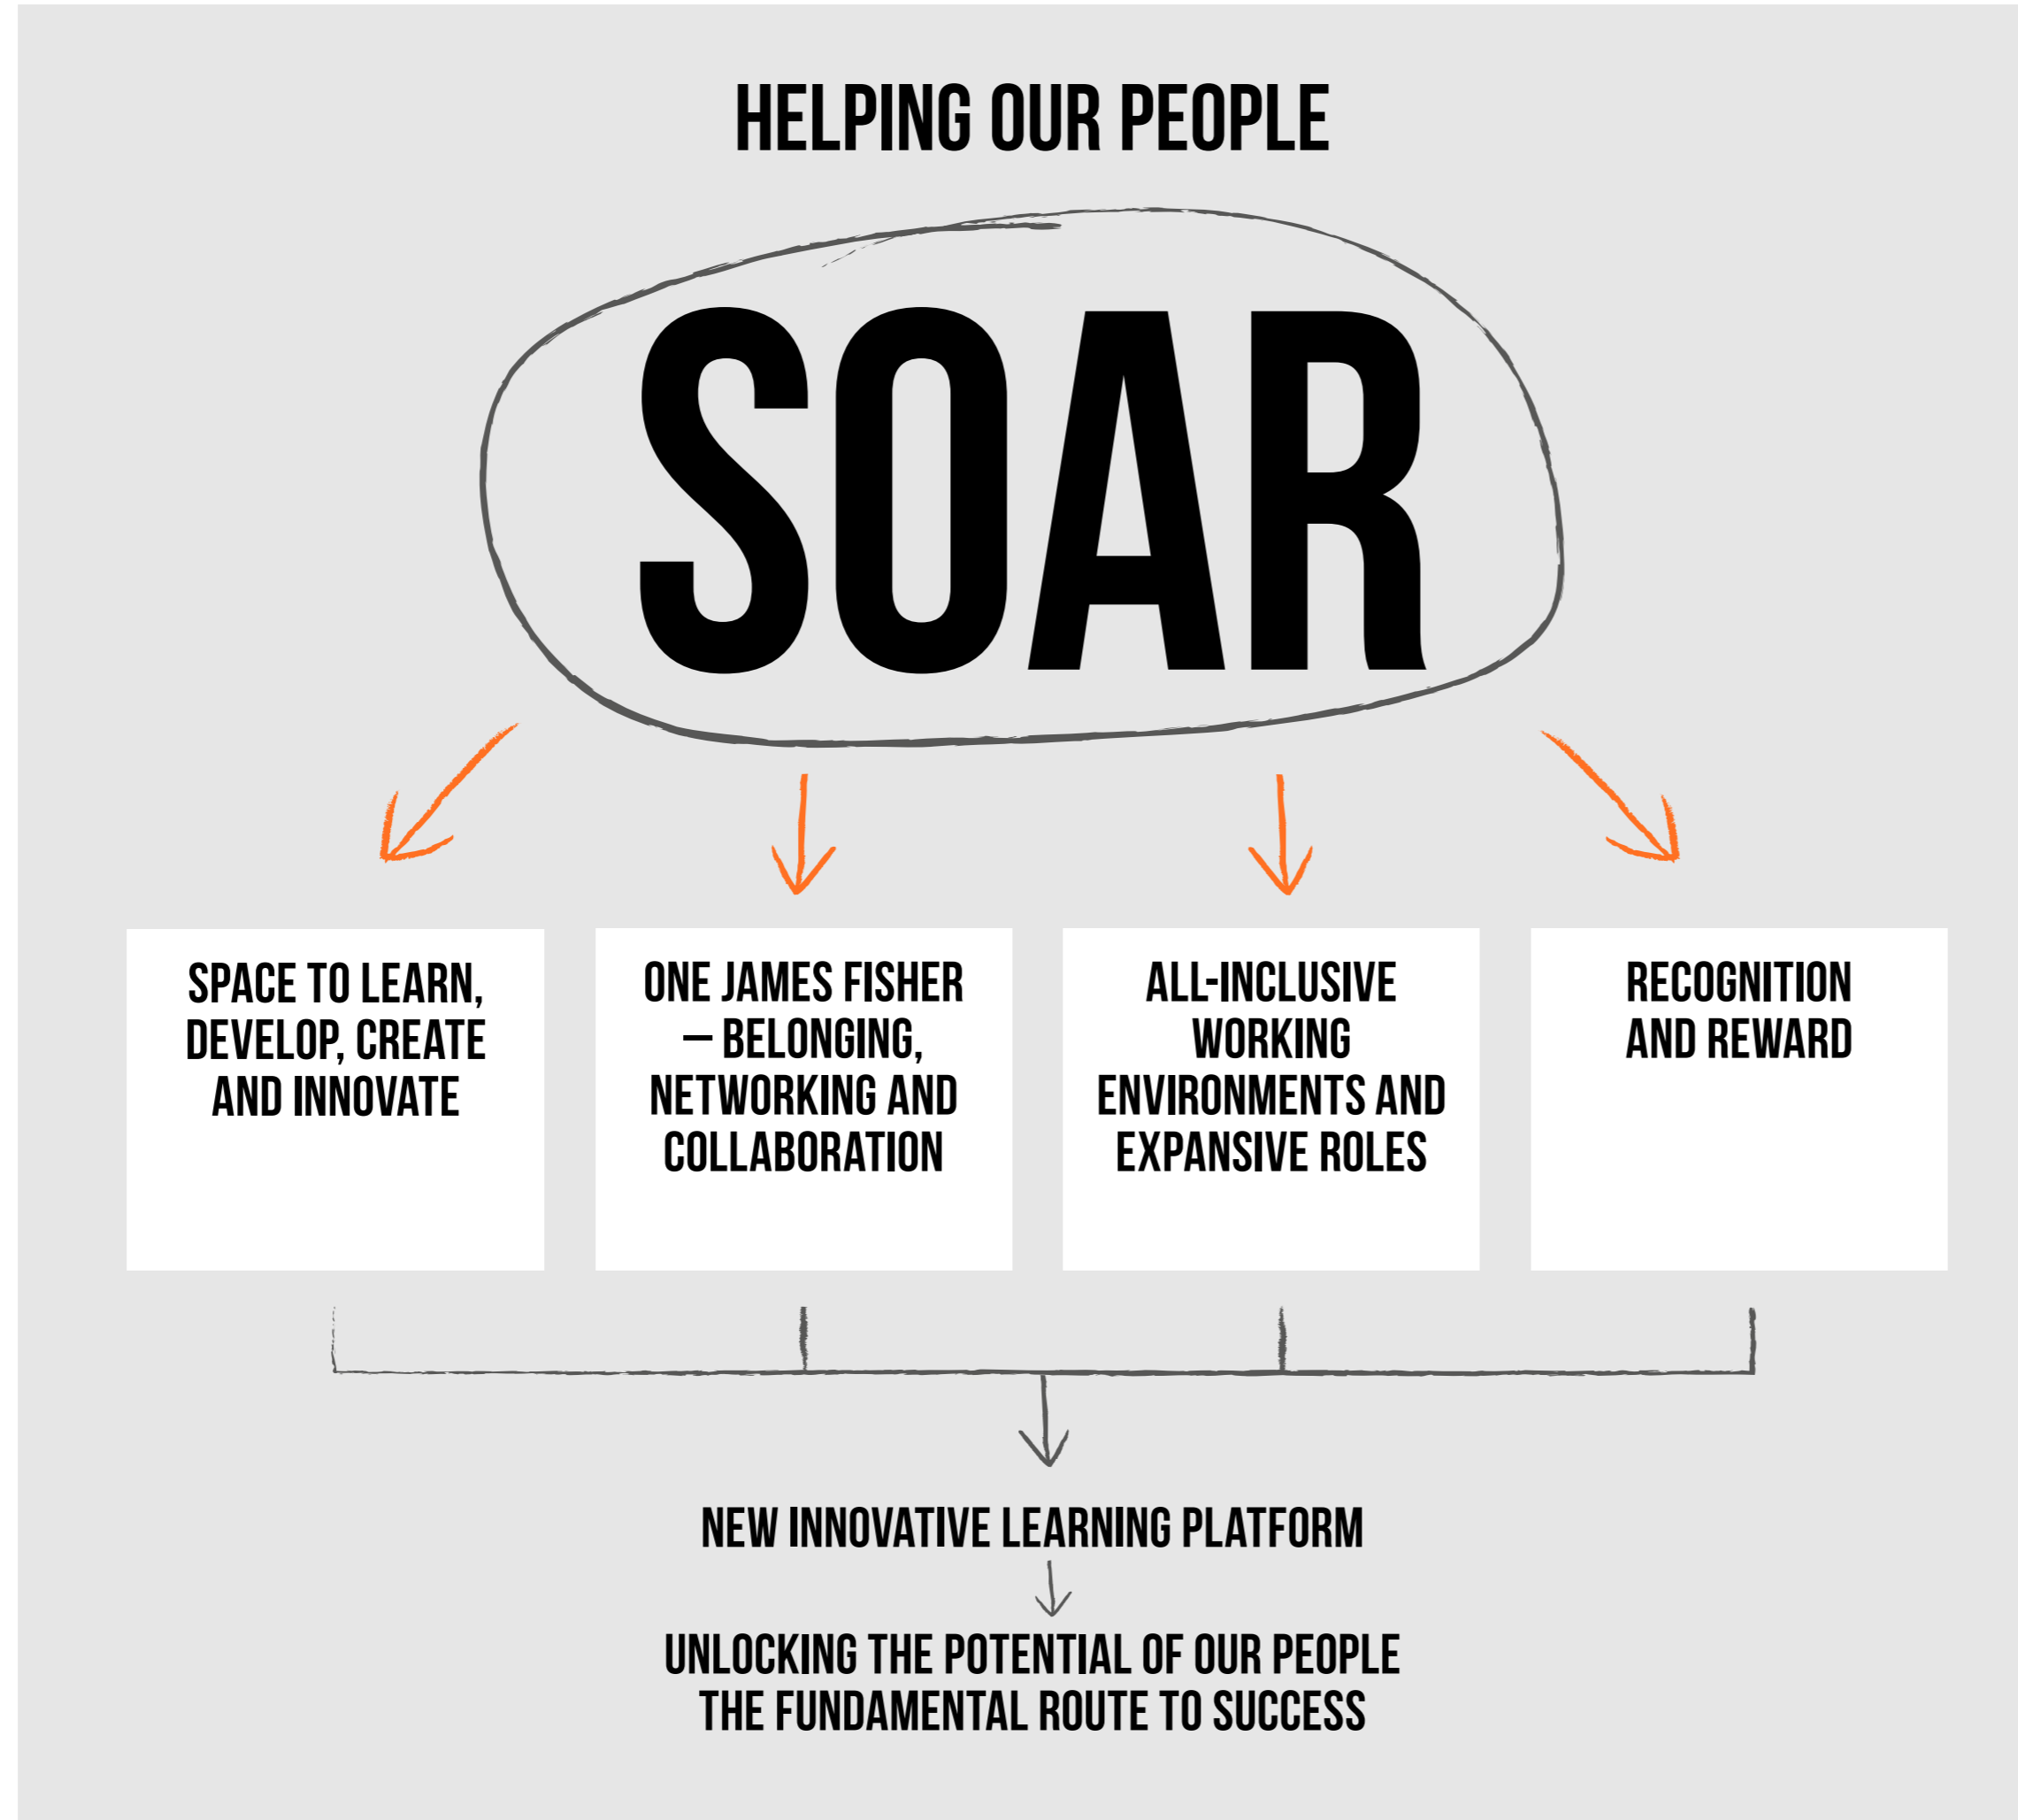 HELPING OUR PEOPLE
SOAR
SPACE TO LEARN,
DEVELOP, CREATE
AND INNOVATE
ONE JAMES FISHER
– BELONGING,
NETWORKING AND
COLLABORATION
ALL-INCLUSIVE
WORKING
ENVIRONMENTS AND
EXPANSIVE ROLES
RECOGNITION
AND REWARD
NEW INNOVATIVE LEARNING PLATFORM
UNLOCKING THE POTENTIAL OF OUR PEOPLE
THE FUNDAMENTAL ROUTE TO SUCCESS